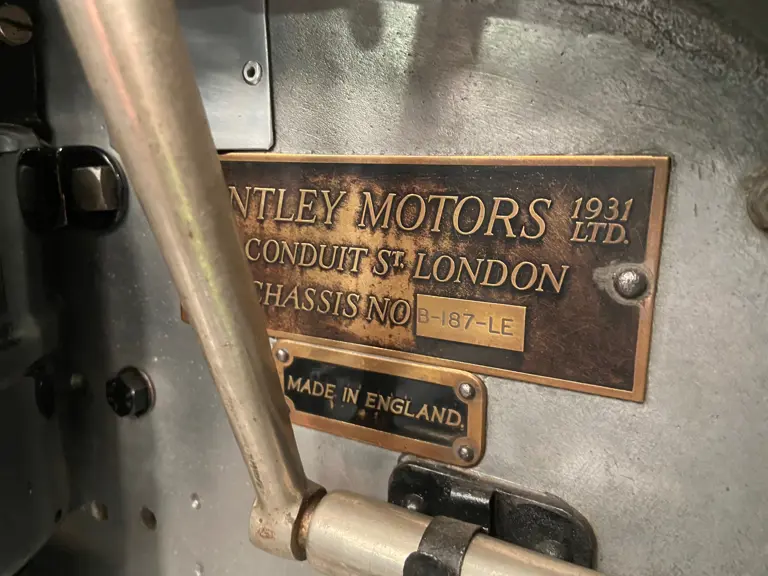 NTLEY MOTORS 1931 LTD.
CONDUIT ST. LONDON
CHASSIS NO B-187-LE
MADE IN ENGLAND.